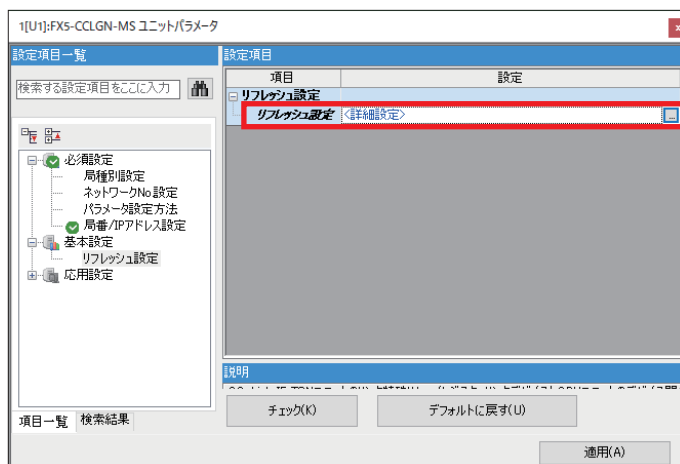 1[U1]:FX5-CCLGN-MS ユニットパラメータ
設定項目一覧
検索する設定項目をここに入力
必須設定
局種別設定
ネットワークNo設定
パラメータ設定方法
局番/IPアドレス設定
基本設定
リフレッシュ設定
応用設定
項目一覧
検索結果
設定項目
項目
設定
リフレッシュ設定
リフレッシュ設定
<詳細設定>
説明
チェック(K)
デフォルトに戻す(U)
適用(A)